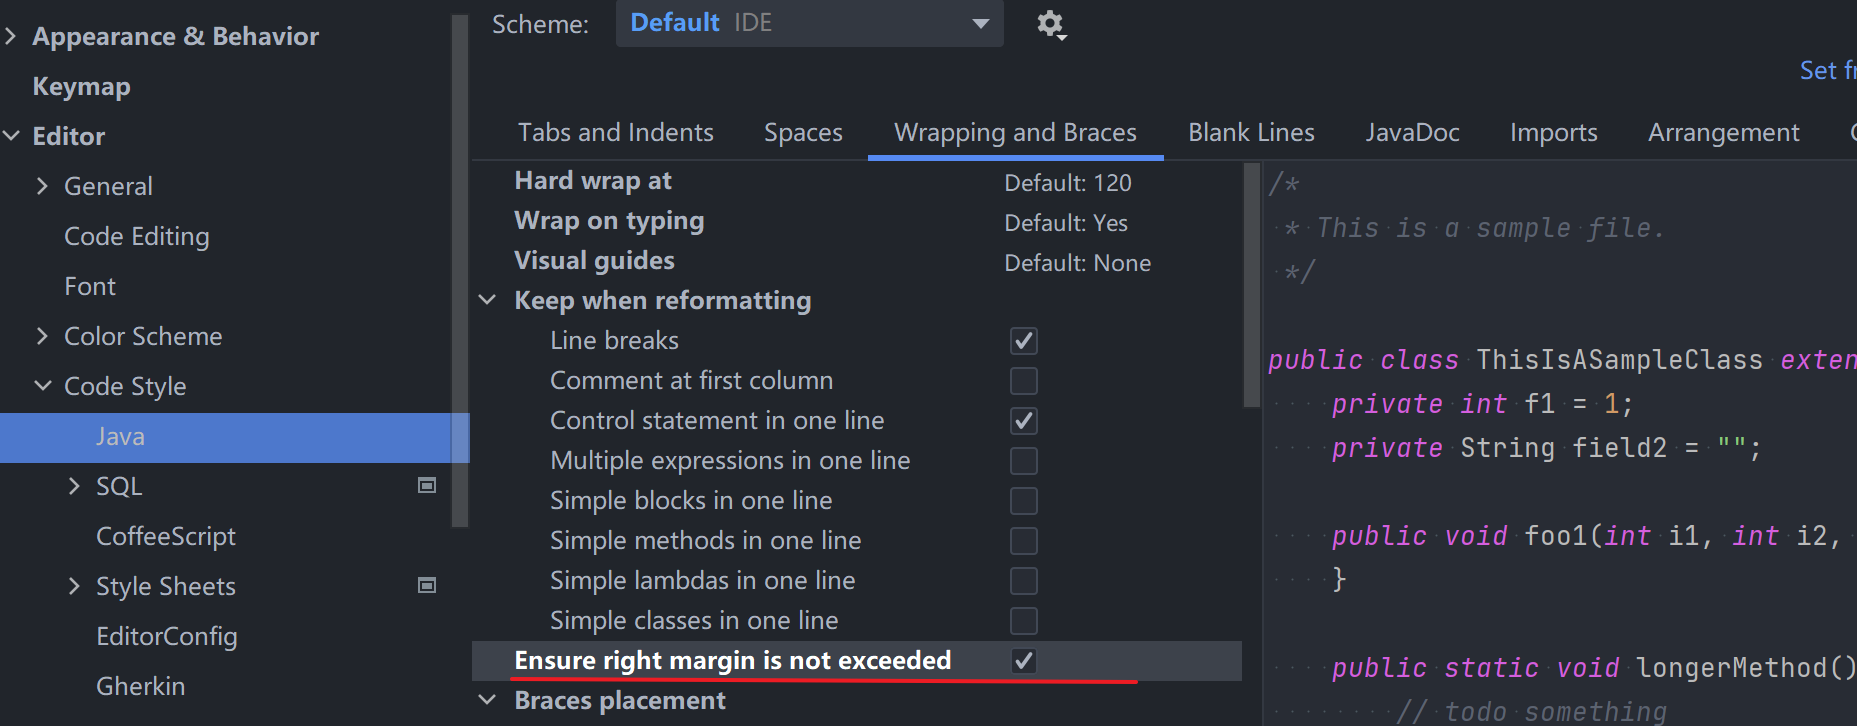 Scheme: Default IDE
Set fr
Appearance & Behavior
Keymap
Editor
General
Code Editing
Font
Color Scheme
Code Style
Java
SQL
CoffeeScript
Style Sheets
EditorConfig
Gherkin
Tabs and Indents Spaces Wrapping and Braces Blank Lines JavaDoc Imports Arrangement
Hard wrap at Default: 120
Wrap on typing Default: Yes
Visual guides Default: None
Keep when reformatting
Line breaks
Comment at first column
Control statement in one line
Multiple expressions in one line
Simple blocks in one line
Simple methods in one line
Simple lambdas in one line
Simple classes in one line
Ensure right margin is not exceeded
Braces placement
/*
* This is a sample file.
*/
public class ThisIsASampleClass exten
private int f1 = 1;
private String field2 = "";
public void foo1(int i1, int i2,
}
public static void longerMethod()
// todo something